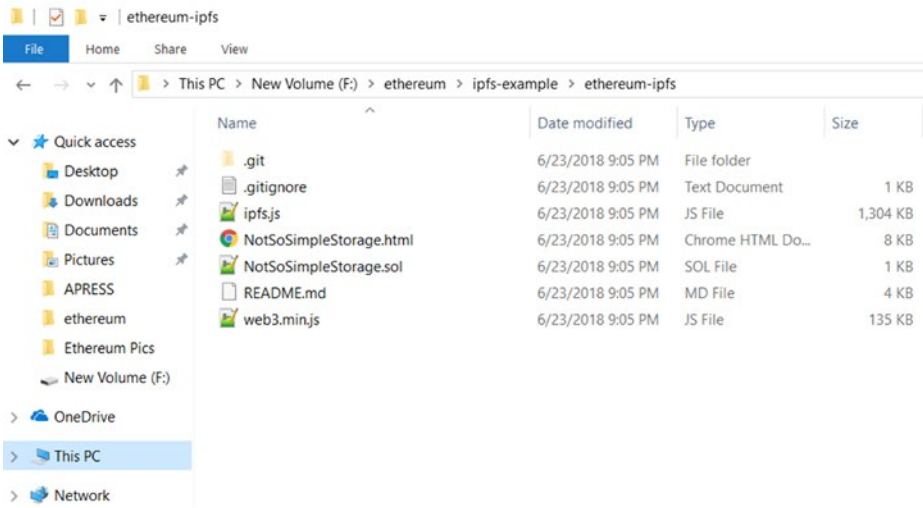 ethereum-ipfs
File Home Share View
This PC > New Volume (F:) > ethereum > ipfs-example > ethereum-ipfs
Name Date modified Type Size
Quick access
Desktop
Downloads
Documents
Pictures
APRESS
ethereum
Ethereum Pics
New Volume (F:)
OneDrive
This PC
Network
.git 6/23/2018 9:05 PM File folder
.gitignore 6/23/2018 9:05 PM Text Document 1 KB
ipfs.js 6/23/2018 9:05 PM JS File 1,304 KB
NotSoSimpleStorage.html 6/23/2018 9:05 PM Chrome HTML Do... 8 KB
NotSoSimpleStorage.sol 6/23/2018 9:05 PM SOL File 1 KB
README.md 6/23/2018 9:05 PM MD File 4 KB
web3.min.js 6/23/2018 9:05 PM JS File 135 KB